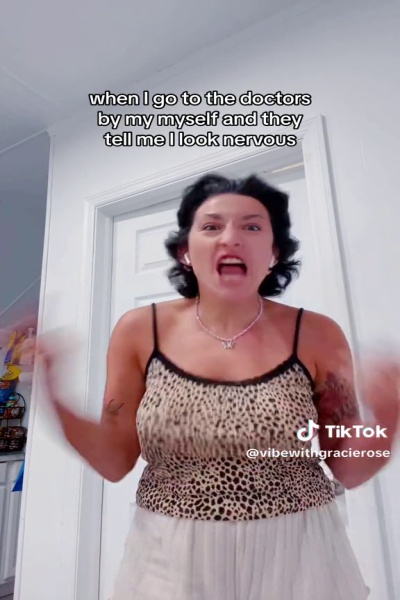 when I go to the doctors
by my myself and they
tell me I look nervous
TikTok
@vibewithgracierose